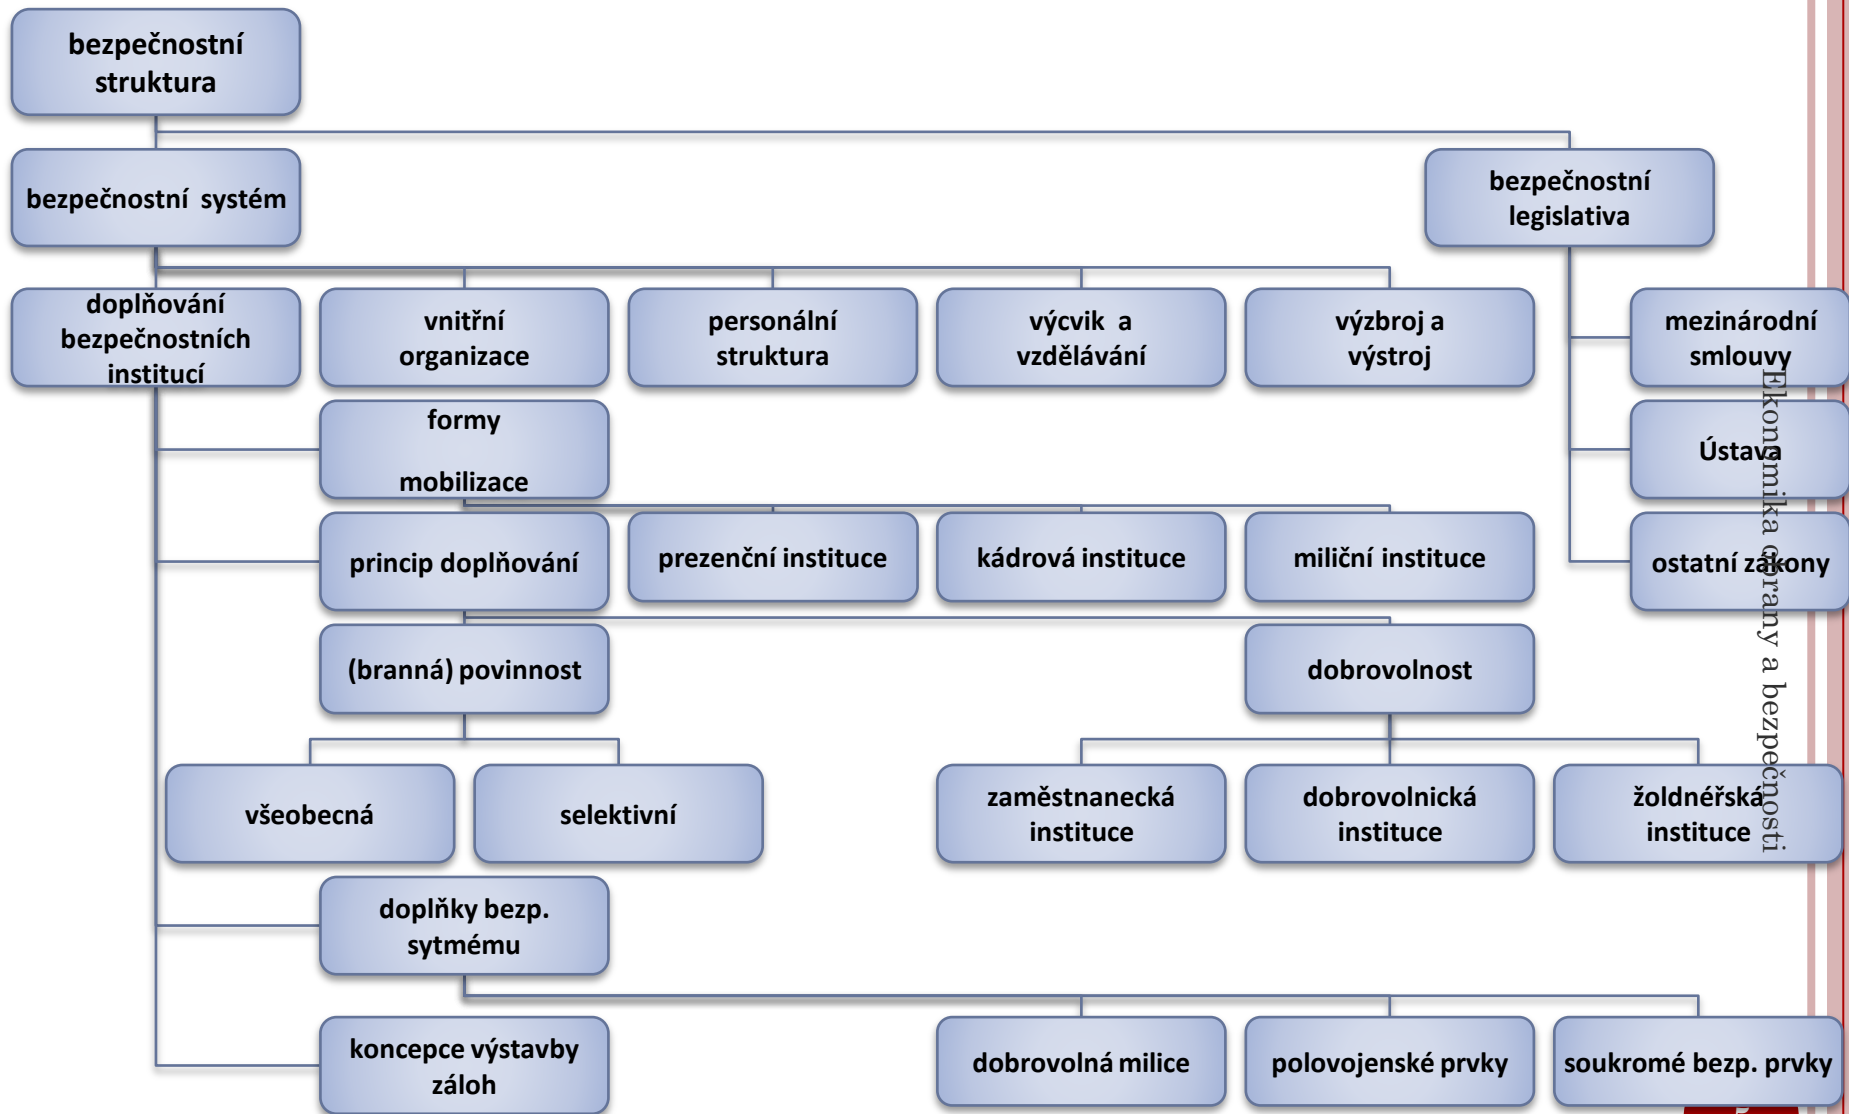 bezpečnostní
struktura
bezpečnostní systém
bezpečnostní
legislativa
doplňování
bezpečnostních
institucí
vnitřní
organizace
personální
struktura
výcvik a
vzdělávání
výzbroj a
výstroj
mezinárodní
smlouvy
formy
mobilizace
Ústava
princip doplňování
prezenční instituce
kádrová instituce
miliční instituce
ostatní zákony
(branná) povinnost
dobrovolnost
všeobecná
selektivní
zaměstnanecká
instituce
dobrovolnická
instituce
žoldnéřská
instituce
doplňky bezp.
sytmému
koncepce výstavby
záloh
dobrovolná milice
polovojenské prvky
soukromé bezp. prvky
Ekonomika obrany a bezpečnosti